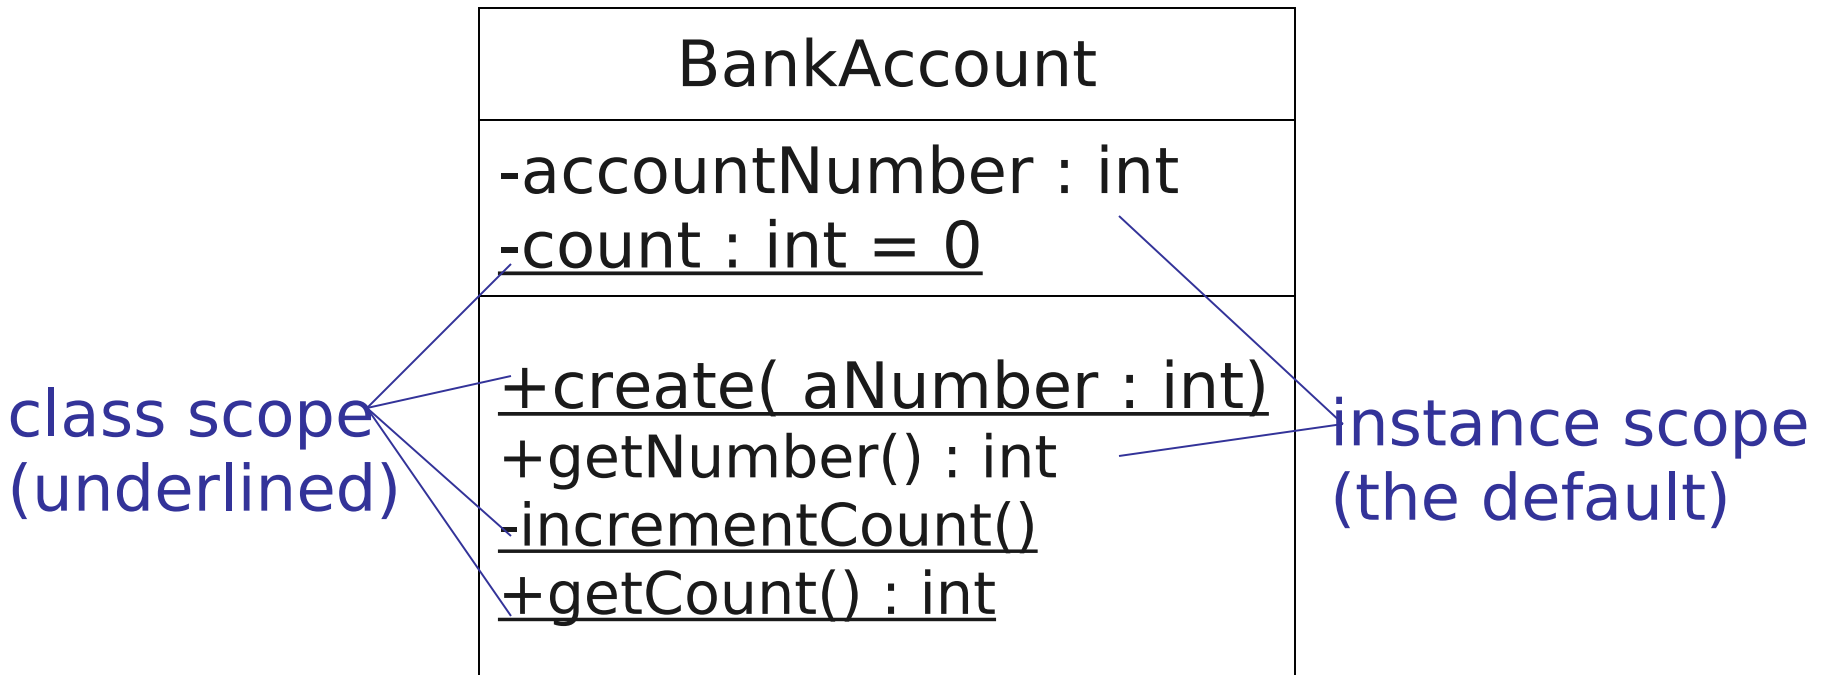 BankAccount
-accountNumber : int
-count : int = 0
+create( aNumber : int)
+getNumber() : int
-incrementCount()
+getCount() : int
class scope
(underlined)
instance scope
(the default)